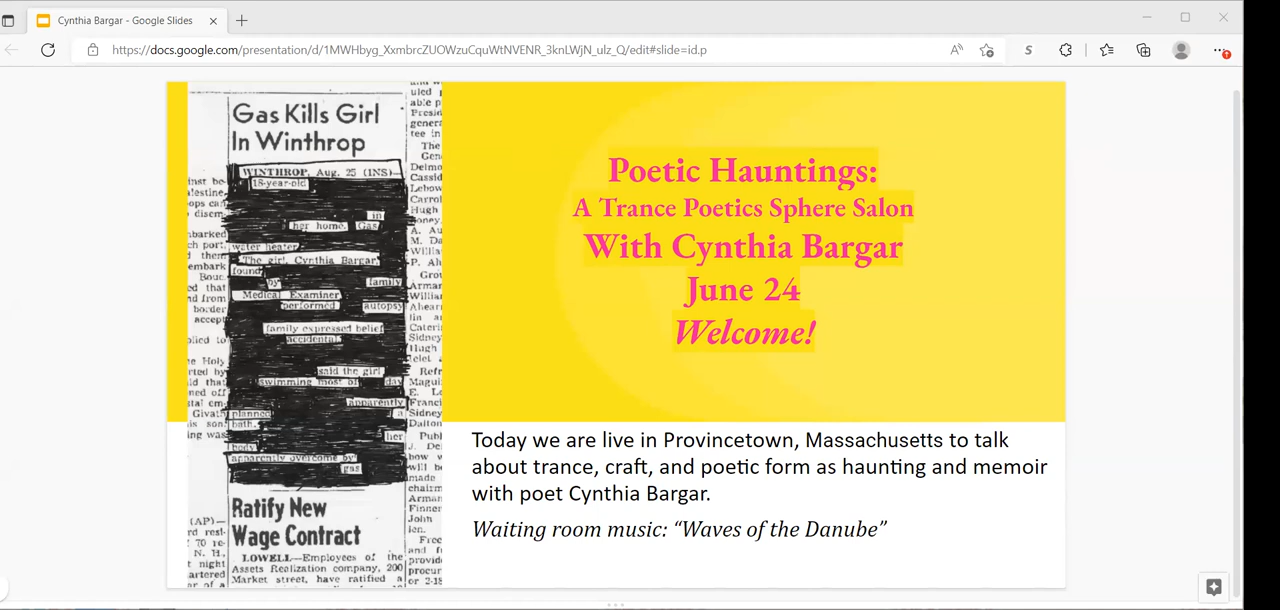 Cynthia Bargar - Google Slides
https://docs.google.com/presentation/d/1MWHbyg_XxmbrcZUOWzuCquWtNVENR_3knLWjN_ulz_Q/edit#slide=id.p
Gas Kills Girl
In Winthrop
WINTHROP, Aug. 25 (INS)—
18-year-old
in
her home. Gas
water heater
The girl, Cynthia Bargar,
found
by family
Medical Examiner
performed autopsy
family expressed belief
accidental.
said the girl
swimming most of day
apparently
planned a
bath.
her
body
apparently overcome by
gas
Ratify New
Wage Contract
LOWELL—Employees of the
Assets Realization company, 200
Market street, have ratified a
Poetic Hauntings:
A Trance Poetics Sphere Salon
With Cynthia Bargar
June 24
Welcome!
Today we are live in Provincetown, Massachusetts to talk
about trance, craft, and poetic form as haunting and memoir
with poet Cynthia Bargar.
Waiting room music: “Waves of the Danube”